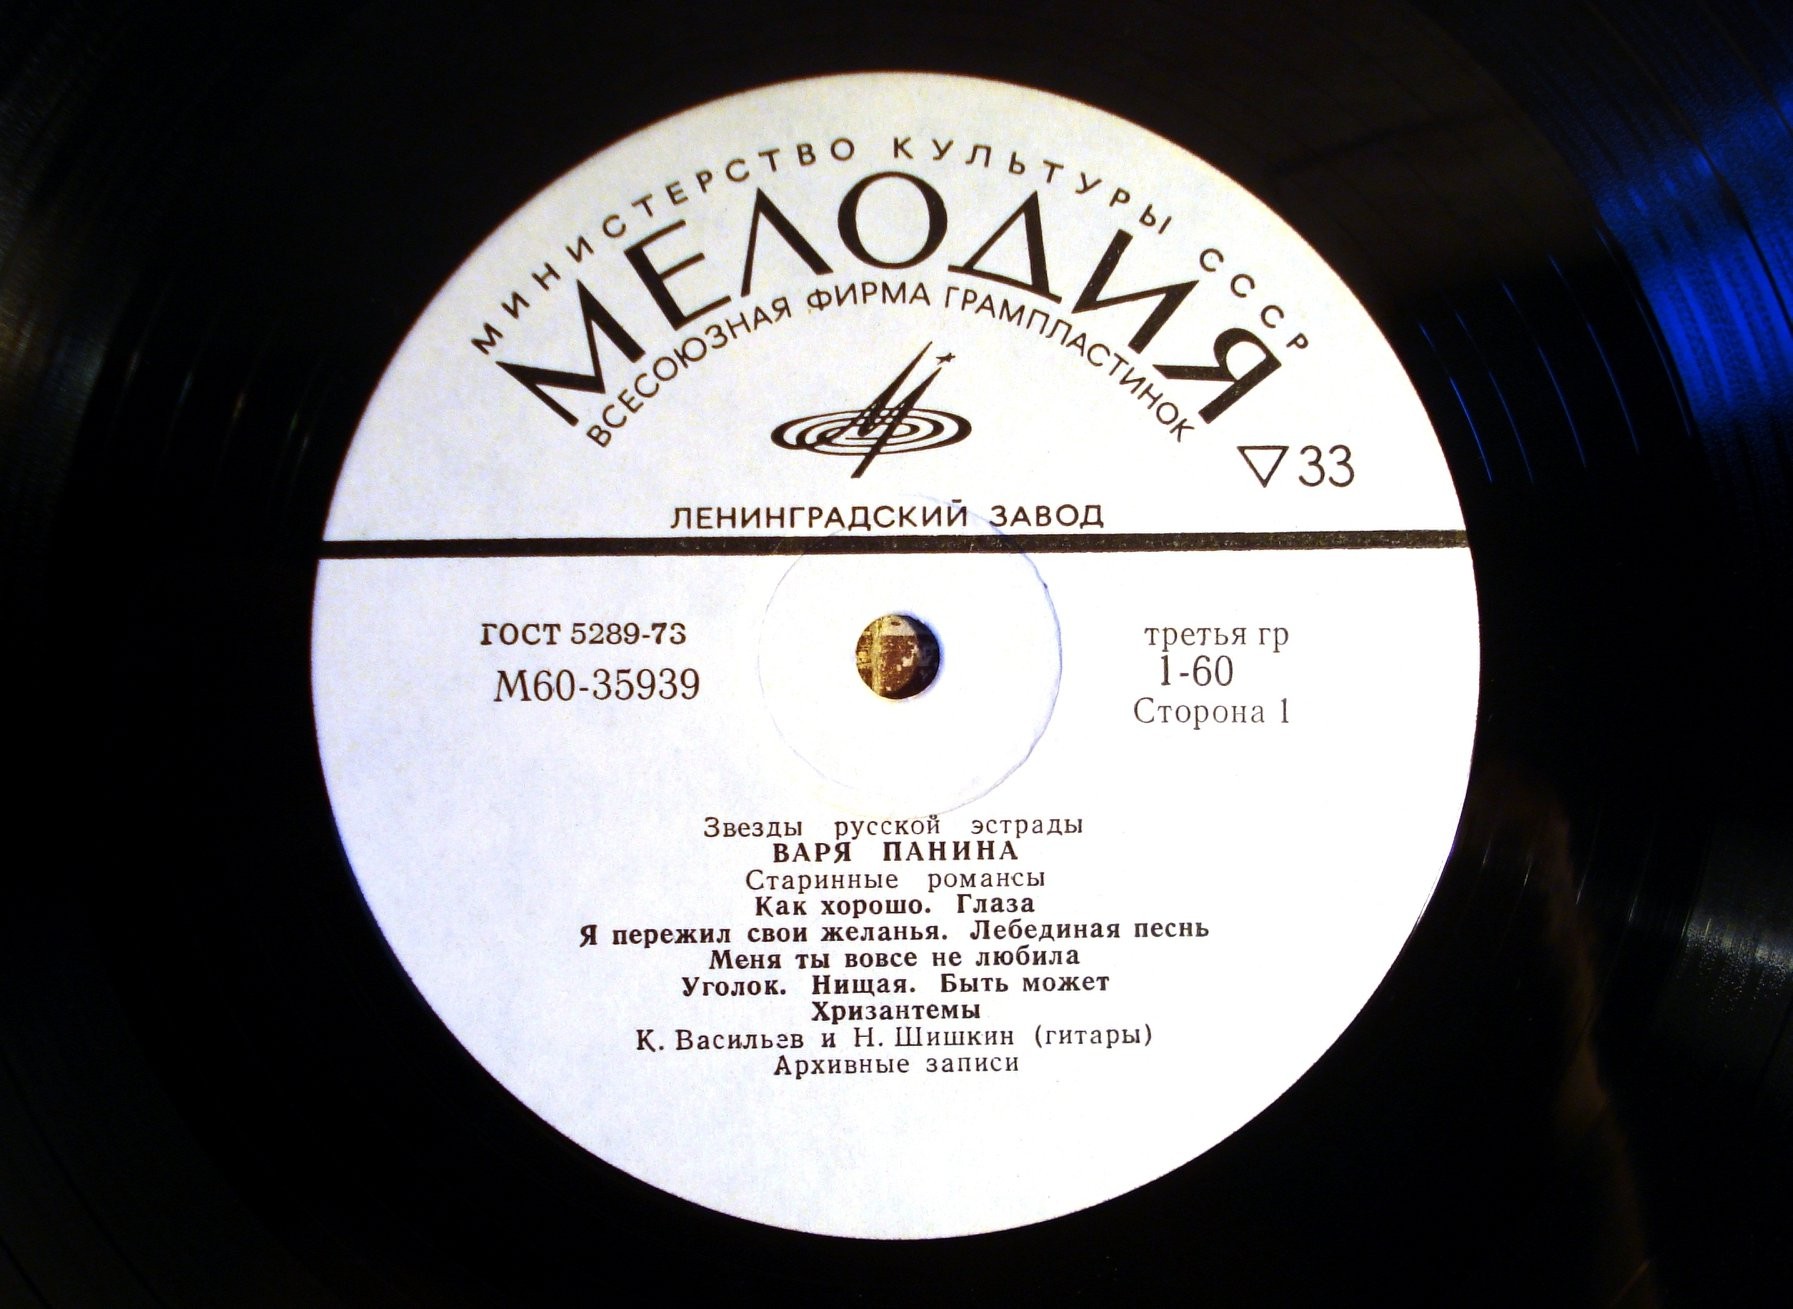 МИНИСТЕРСТВО КУЛЬТУРЫ СССР
МЕЛОДИЯ
ВСЕСОЮЗНАЯ ФИРМА ГРАМПЛАСТИНОК
▽33
ЛЕНИНГРАДСКИЙ ЗАВОД
ГОСТ 5289-73
М60-35939
третья гр
1-60
Сторона 1
Звезды русской эстрады
ВАРЯ ПАНИНА
Старинные романсы
Как хорошо. Глаза
Я пережил свои желанья. Лебединая песнь
Меня ты вовсе не любила
Уголок. Нищая. Быть может
Хризантемы
К. Васильев и Н. Шишкин (гитары)
Архивные записи